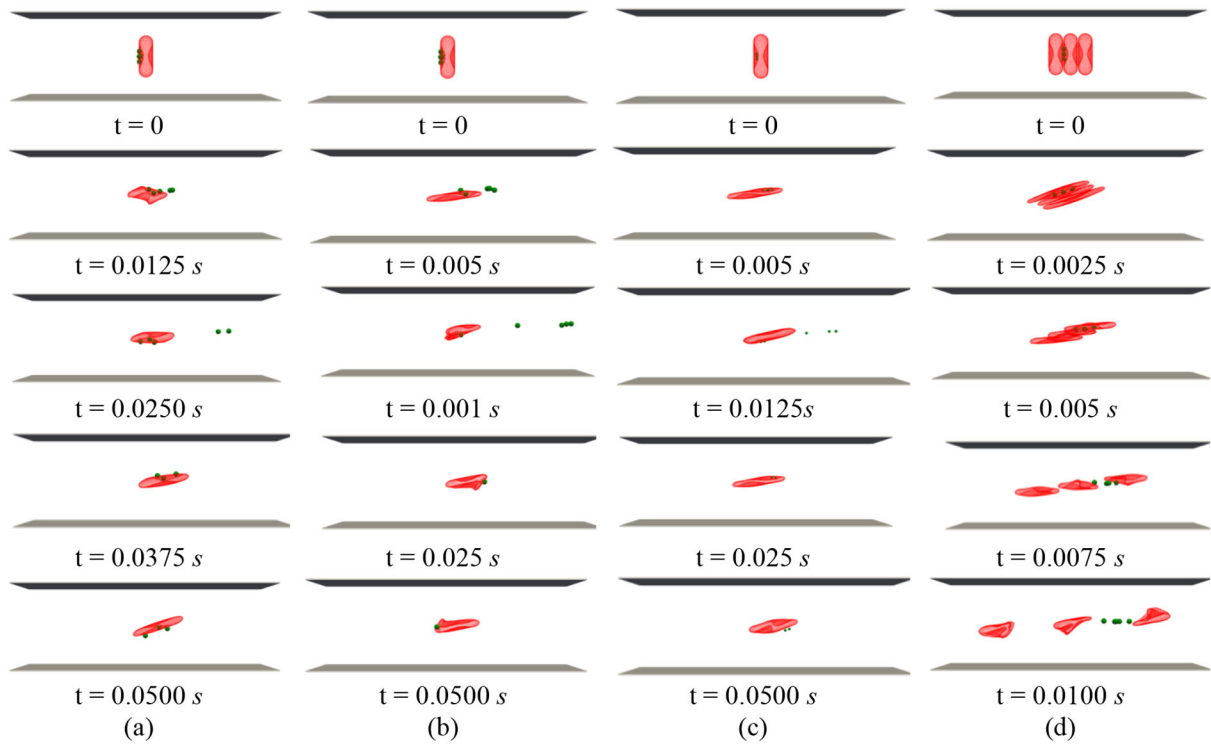 t = 0 t = 0 t = 0 t = 0
t = 0.0125 s t = 0.005 s t = 0.005 s t = 0.0025 s
t = 0.0250 s t = 0.001 s t = 0.0125s t = 0.005 s
t = 0.0375 s t = 0.025 s t = 0.025 s t = 0.0075 s
t = 0.0500 s t = 0.0500 s t = 0.0500 s t = 0.0100 s
(a) (b) (c) (d)